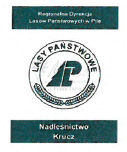 Regionalna Dyrekcja
Lasów Państwowych w Pile
LASY PAŃSTWOWE
Nadleśnictwo
Krucz